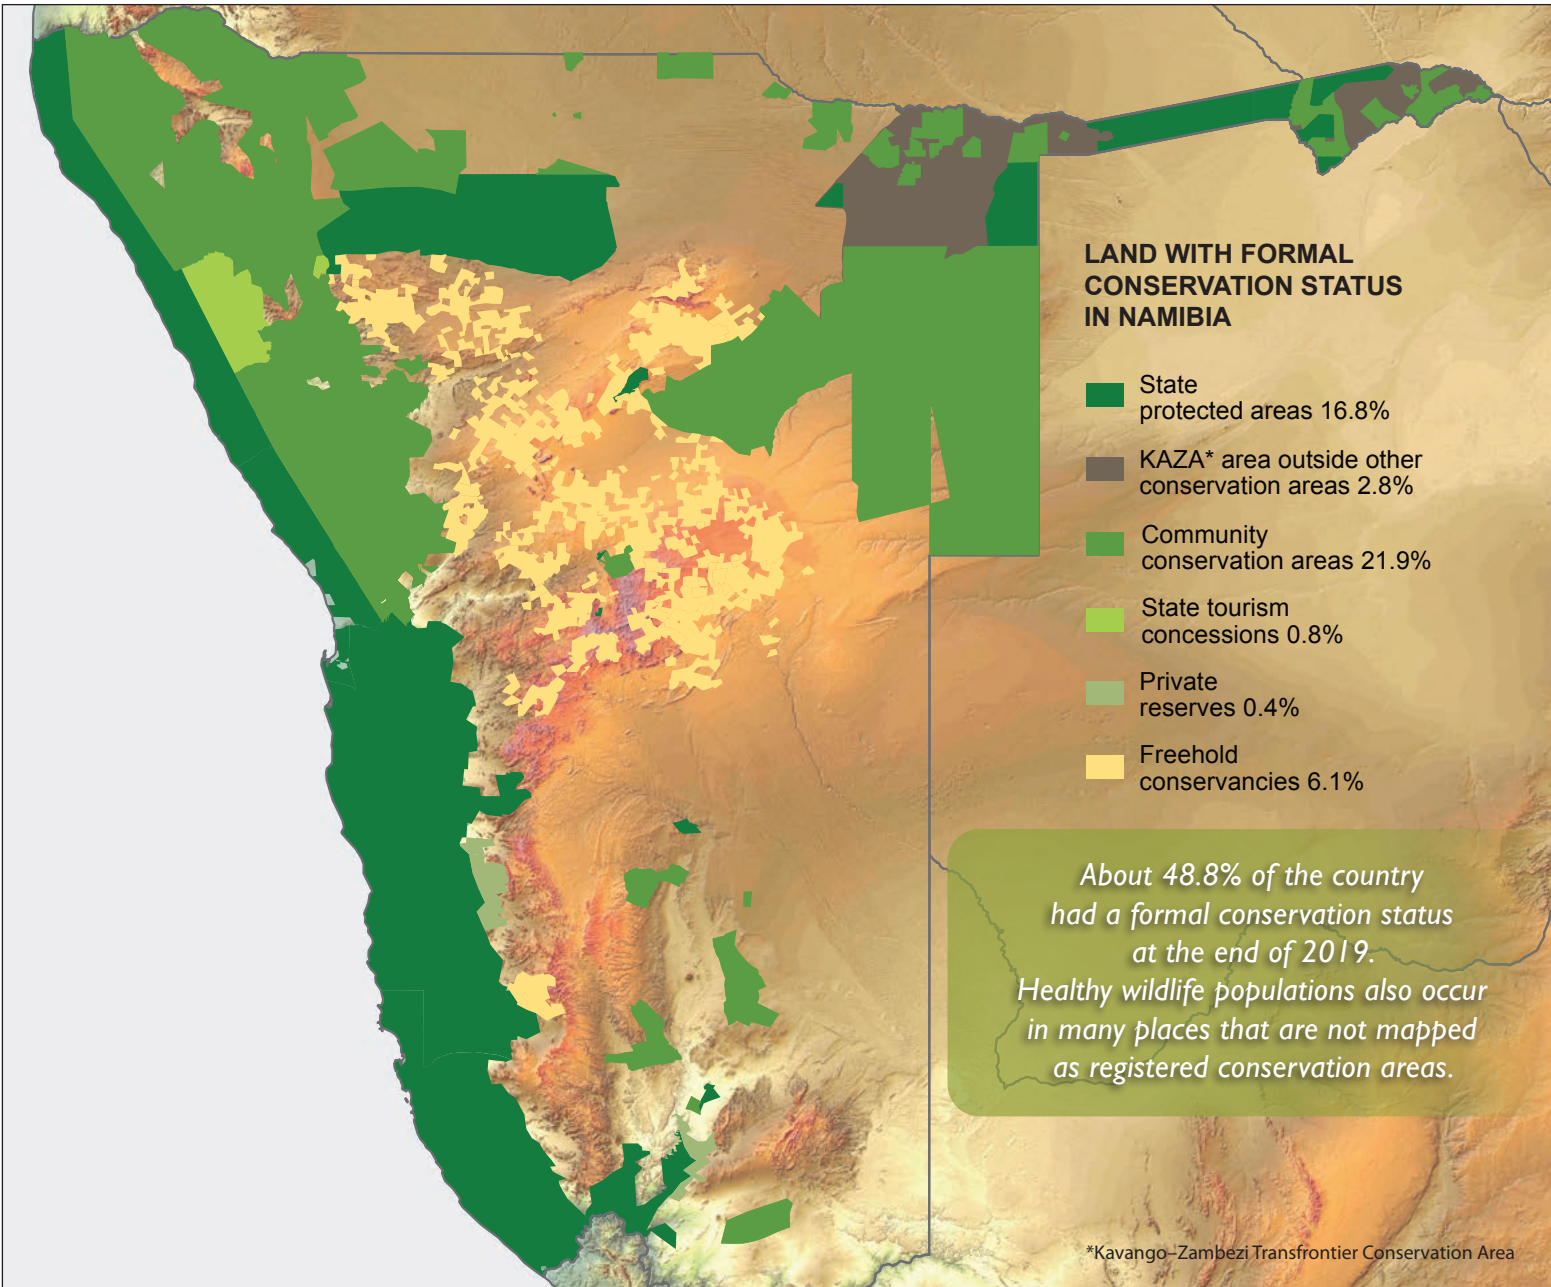 LAND WITH FORMAL
CONSERVATION STATUS
IN NAMIBIA
State
protected areas 16.8%
KAZA* area outside other
conservation areas 2.8%
Community
conservation areas 21.9%
State tourism
concessions 0.8%
Private
reserves 0.4%
Freehold
conservancies 6.1%
About 48.8% of the country
had a formal conservation status
at the end of 2019.
Healthy wildlife populations also occur
in many places that are not mapped
as registered conservation areas.
*Kavango–Zambezi Transfrontier Conservation Area